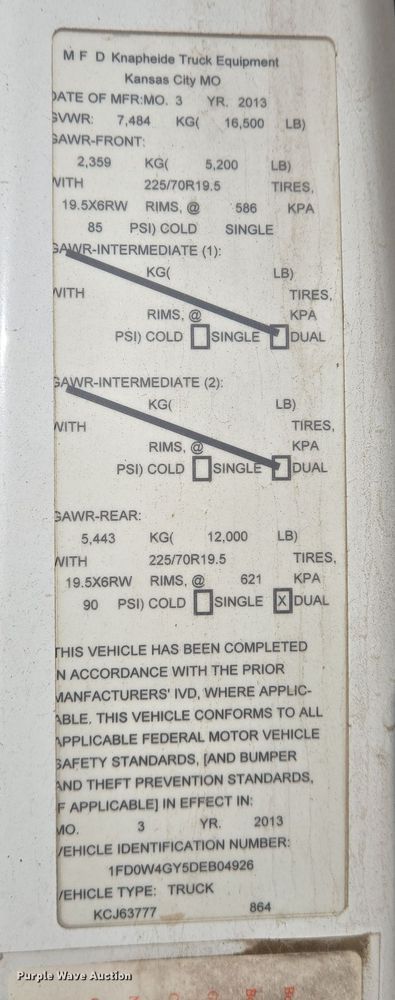 M F D Knapheide Truck Equipment
Kansas City MO
DATE OF MFR:MO. 3 YR. 2013
GVWR: 7,484 KG( 16,500 LB)
GAWR-FRONT:
2,359 KG( 5,200 LB)
WITH 225/70R19.5 TIRES,
19.5X6RW RIMS, @ 586 KPA
85 PSI) COLD SINGLE
GAWR-INTERMEDIATE (1):
KG( LB)
WITH TIRES,
RIMS, @ KPA
PSI) COLD SINGLE DUAL
GAWR-INTERMEDIATE (2):
KG( LB)
WITH TIRES,
RIMS, @ KPA
PSI) COLD SINGLE DUAL
GAWR-REAR:
5,443 KG( 12,000 LB)
WITH 225/70R19.5 TIRES,
19.5X6RW RIMS, @ 621 KPA
90 PSI) COLD SINGLE X DUAL
THIS VEHICLE HAS BEEN COMPLETED
IN ACCORDANCE WITH THE PRIOR
MANFACTURERS' IVD, WHERE APPLIC-
ABLE. THIS VEHICLE CONFORMS TO ALL
APPLICABLE FEDERAL MOTOR VEHICLE
SAFETY STANDARDS, [AND BUMPER
AND THEFT PREVENTION STANDARDS,
IF APPLICABLE] IN EFFECT IN:
MO. 3 YR. 2013
VEHICLE IDENTIFICATION NUMBER:
1FD0W4GY5DEB04926
VEHICLE TYPE: TRUCK
KCJ63777 864
Purple Wave Auction